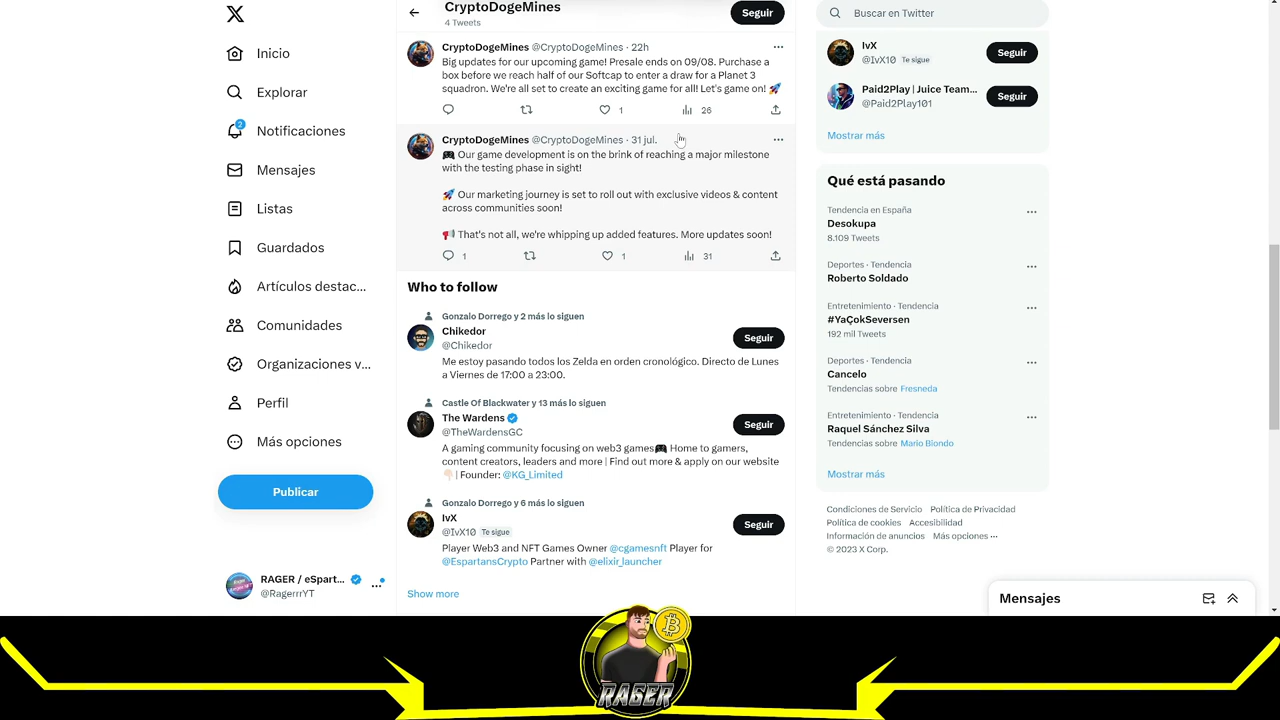 Inicio
Explorar
2
Notificaciones
Mensajes
Listas
Guardados
Artículos destac...
Comunidades
Organizaciones v...
Perfil
Más opciones
Publicar
RAGER / eSpart...
@RagerrrYT
CryptoDogeMines
4 Tweets
Seguir
CryptoDogeMines @CryptoDogeMines · 22h
Big updates for our upcoming game! Presale ends on 09/08. Purchase a
box before we reach half of our Softcap to enter a draw for a Planet 3
squadron. We're all set to create an exciting game for all! Let's game on! 🚀
1 26
CryptoDogeMines @CryptoDogeMines · 31 jul.
🎮 Our game development is on the brink of reaching a major milestone
with the testing phase in sight!
🚀 Our marketing journey is set to roll out with exclusive videos & content
across communities soon!
📢 That's not all, we're whipping up added features. More updates soon!
1 1 31
Who to follow
Gonzalo Dorrego y 2 más lo siguen
Chikedor
@Chikedor
Seguir
Me estoy pasando todos los Zelda en orden cronológico. Directo de Lunes
a Viernes de 17:00 a 23:00.
Castle Of Blackwater y 13 más lo siguen
The Wardens
@TheWardensGC
Seguir
A gaming community focusing on web3 games🎮 Home to gamers,
content creators, leaders and more | Find out more & apply on our website
👇🏻 | Founder: @KG_Limited
Gonzalo Dorrego y 6 más lo siguen
IvX
@IvX10 Te sigue
Seguir
Player Web3 and NFT Games Owner @cgamesnft Player for
@EspartansCrypto Partner with @elixir_launcher
Show more
Buscar en Twitter
IvX
@IvX10 Te sigue
Seguir
Paid2Play | Juice Team...
@Paid2Play101
Seguir
Mostrar más
Qué está pasando
Tendencia en España
Desokupa
8.109 Tweets
Deportes · Tendencia
Roberto Soldado
Entretenimiento · Tendencia
#YaÇokSeversen
192 mil Tweets
Deportes · Tendencia
Cancelo
Tendencias sobre Fresneda
Entretenimiento · Tendencia
Raquel Sánchez Silva
Tendencias sobre Mario Biondo
Mostrar más
Condiciones de Servicio Política de Privacidad
Política de cookies Accesibilidad
Información de anuncios Más opciones ···
© 2023 X Corp.
Mensajes
RAGER